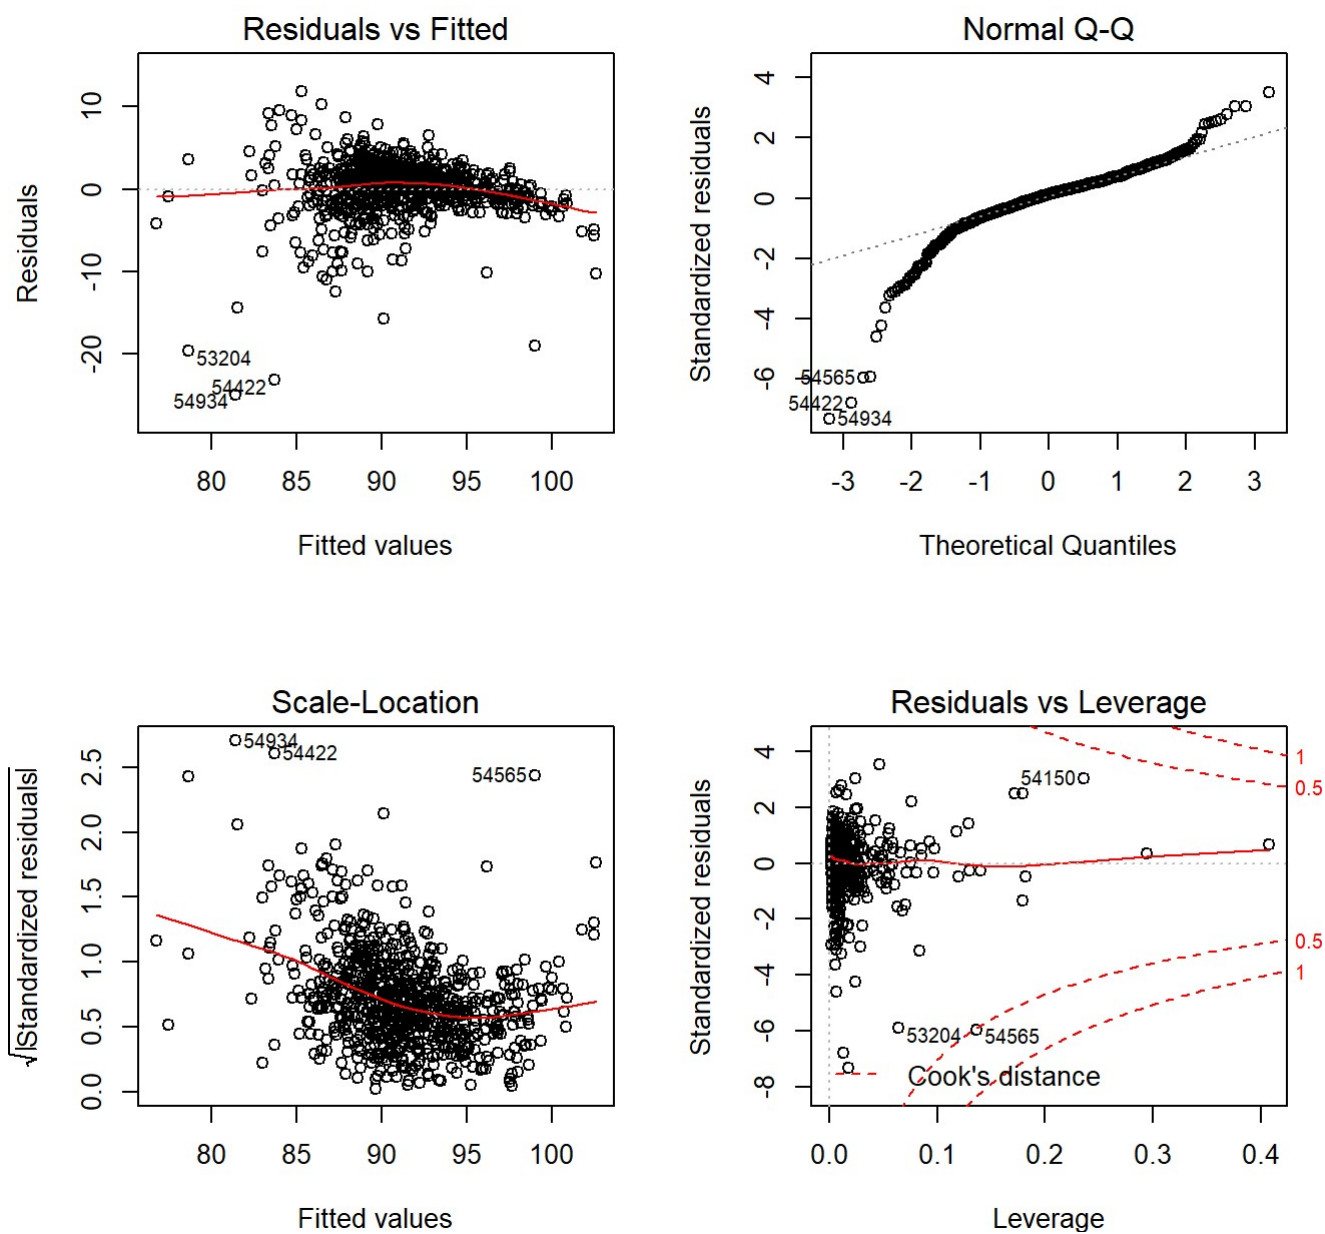 Residuals vs Fitted
Residuals
10
0
-10
-20
53204
54422
54934
80 85 90 95 100
Fitted values
Normal Q-Q
Standardized residuals
4
2
0
-2
-4
-6
54565
54422
54934
-3 -2 -1 0 1 2 3
Theoretical Quantiles
Scale-Location
√|Standardized residuals|
2.5
2.0
1.5
1.0
0.5
0.0
54934
54422
54565
80 85 90 95 100
Fitted values
Residuals vs Leverage
Standardized residuals
4
2
0
-2
-4
-6
-8
54150
1
0.5
0.5
1
53204
54565
Cook's distance
0.0 0.1 0.2 0.3 0.4
Leverage